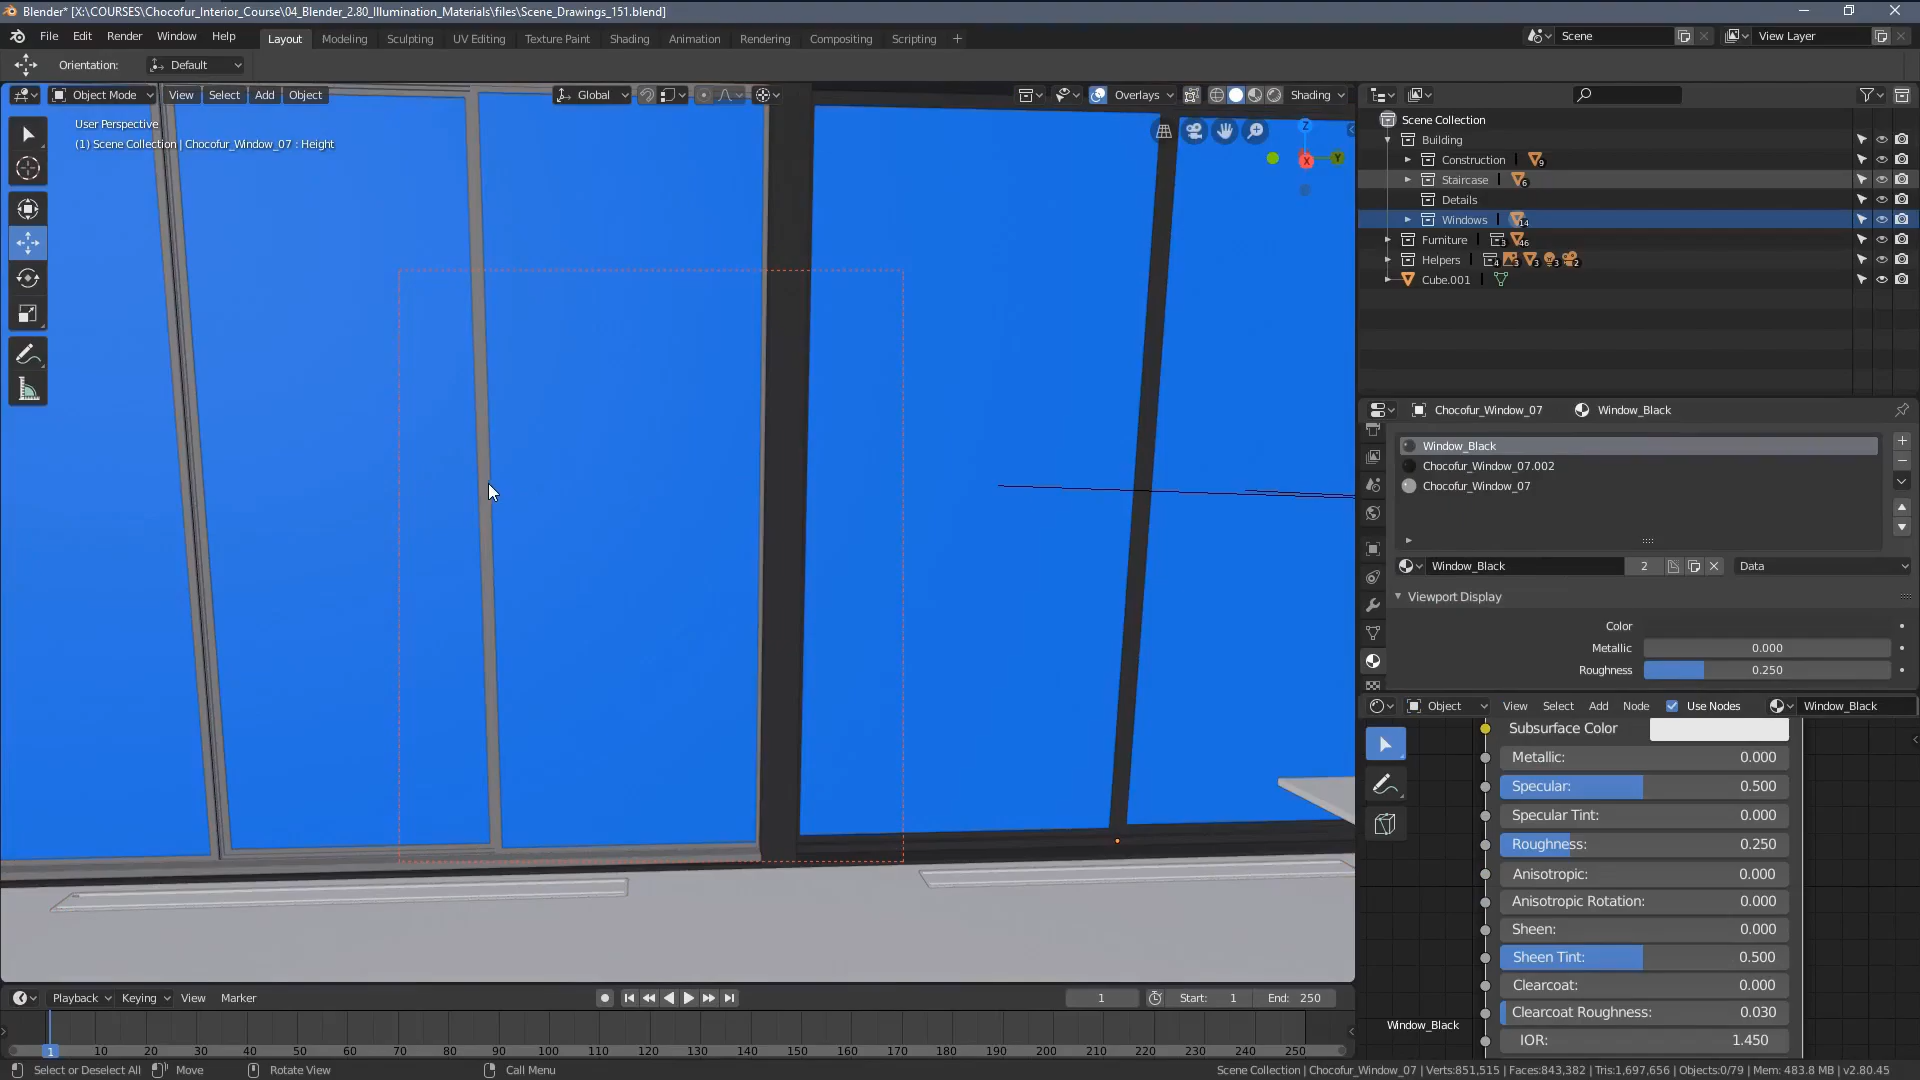 Blender* [X:\COURSES\Chocofur_Interior_Course\04_Blender_2.80_Illumination_Materials\files\Scene_Drawings_151.blend]
File Edit Render Window Help Layout Modeling Sculpting UV Editing Texture Paint Shading Animation Rendering Compositing Scripting + Scene View Layer
Orientation: Default
Object Mode View Select Add Object Global Overlays Shading
User Perspective
(1) Scene Collection | Chocofur_Window_07 : Height
Z
X
Y
Scene Collection
Building
Construction 9
Staircase 6
Details
Windows 14
Furniture 3 46
Helpers 4 3 3 3 2
Cube.001
Chocofur_Window_07 Window_Black
Window_Black
Chocofur_Window_07.002
Chocofur_Window_07
Window_Black 2 Data
Viewport Display
Color
Metallic 0.000
Roughness 0.250
Object View Select Add Node Use Nodes Window_Black
Subsurface Color
Metallic: 0.000
Specular: 0.500
Specular Tint: 0.000
Roughness: 0.250
Anisotropic: 0.000
Anisotropic Rotation: 0.000
Sheen: 0.000
Sheen Tint: 0.500
Clearcoat: 0.000
Clearcoat Roughness: 0.030
IOR: 1.450
Window_Black
Playback Keying View Marker 1 Start: 1 End: 250
1 10 20 30 40 50 60 70 80 90 100 110 120 130 140 150 160 170 180 190 200 210 220 230 240 250
Select or Deselect All Move Rotate View Call Menu Scene Collection | Chocofur_Window_07 | Verts:851,515 | Faces:843,382 | Tris:1,697,656 | Objects:0/79 | Mem: 483.8 MB | v2.80.45